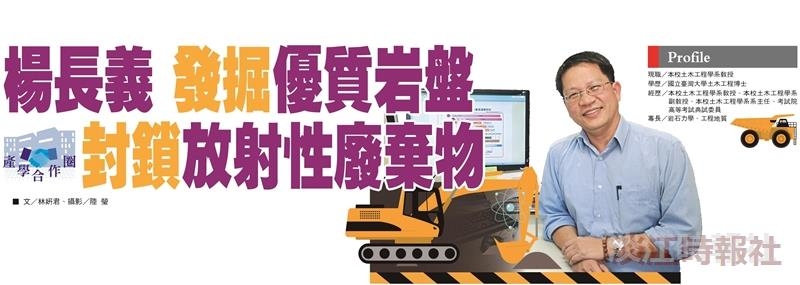 楊長義 發掘優質岩盤
封鎖放射性廢棄物
產學合作圈
■ 文／林妍君、攝影／陸 瑩
Profile
現職／本校土木工程學系教授
學歷／國立臺灣大學土木工程博士
經歷／本校土木工程學系教授、本校土木工程學系
副教授、本校土木工程學系系主任、考試院
高等考試典試委員
專長／岩石力學、工程地質
淡江時報社